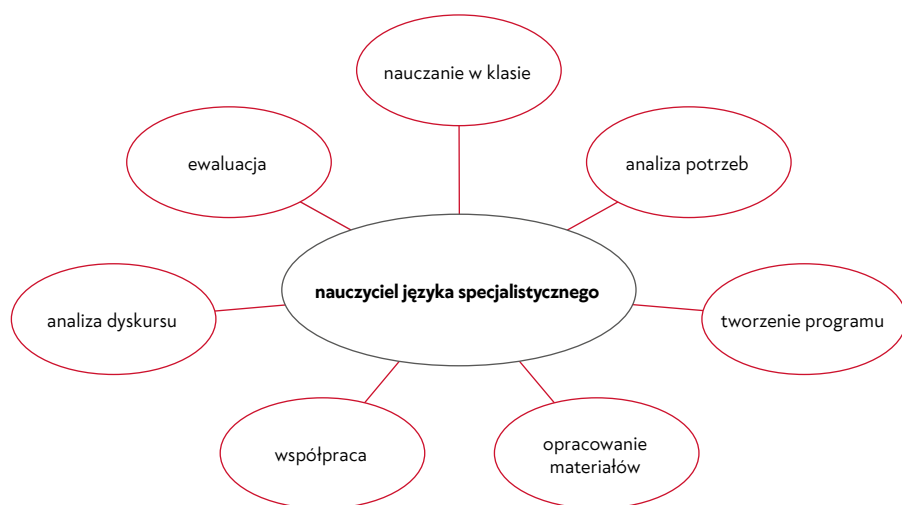 nauczanie w klasie
ewaluacja
analiza potrzeb
nauczyciel języka specjalistycznego
analiza dyskursu
tworzenie programu
współpraca
opracowanie
materiałów